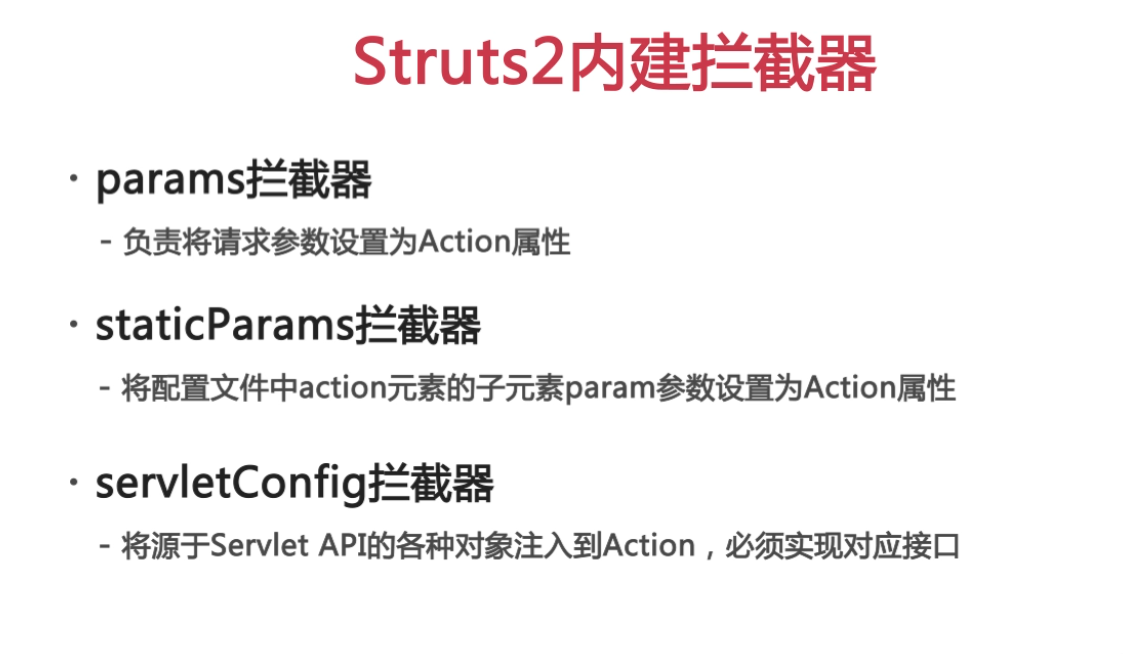 Struts2内建拦截器
· params拦截器
- 负责将请求参数设置为Action属性
· staticParams拦截器
- 将配置文件中action元素的子元素param参数设置为Action属性
· servletConfig拦截器
- 将源于Servlet API的各种对象注入到Action，必须实现对应接口